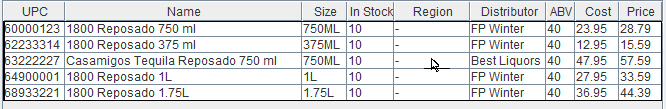 UPC Name Size In Stock Region Distributor ABV Cost Price
60000123 1800 Reposado 750 ml 750ML 10 - FP Winter 40 23.95 28.79
62233314 1800 Reposado 375 ml 375ML 10 - FP Winter 40 12.95 15.59
63222227 Casamigos Tequila Reposado 750 ml 750ML 10 - Best Liquors 40 47.95 57.59
64900001 1800 Reposado 1L 1L 10 - FP Winter 40 27.95 33.59
68933221 1800 Reposado 1.75L 1.75L 10 - FP Winter 40 36.95 44.39